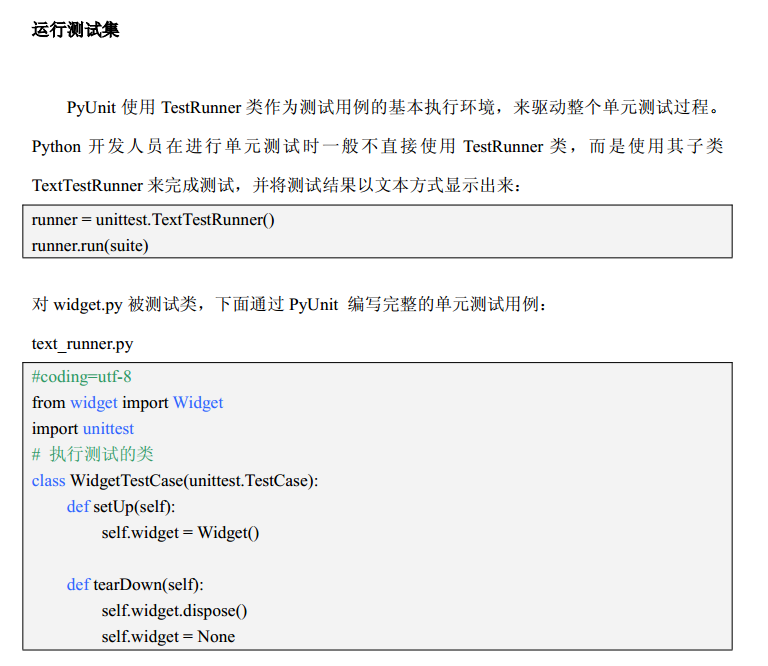 运行测试集
PyUnit 使用 TestRunner 类作为测试用例的基本执行环境，来驱动整个单元测试过程。
Python 开发人员在进行单元测试时一般不直接使用 TestRunner 类，而是使用其子类
TextTestRunner 来完成测试，并将测试结果以文本方式显示出来：
runner = unittest.TextTestRunner()
runner.run(suite)
对 widget.py 被测试类，下面通过 PyUnit 编写完整的单元测试用例：
text_runner.py
#coding=utf-8
from widget import Widget
import unittest
# 执行测试的类
class WidgetTestCase(unittest.TestCase):
def setUp(self):
self.widget = Widget()
def tearDown(self):
self.widget.dispose()
self.widget = None